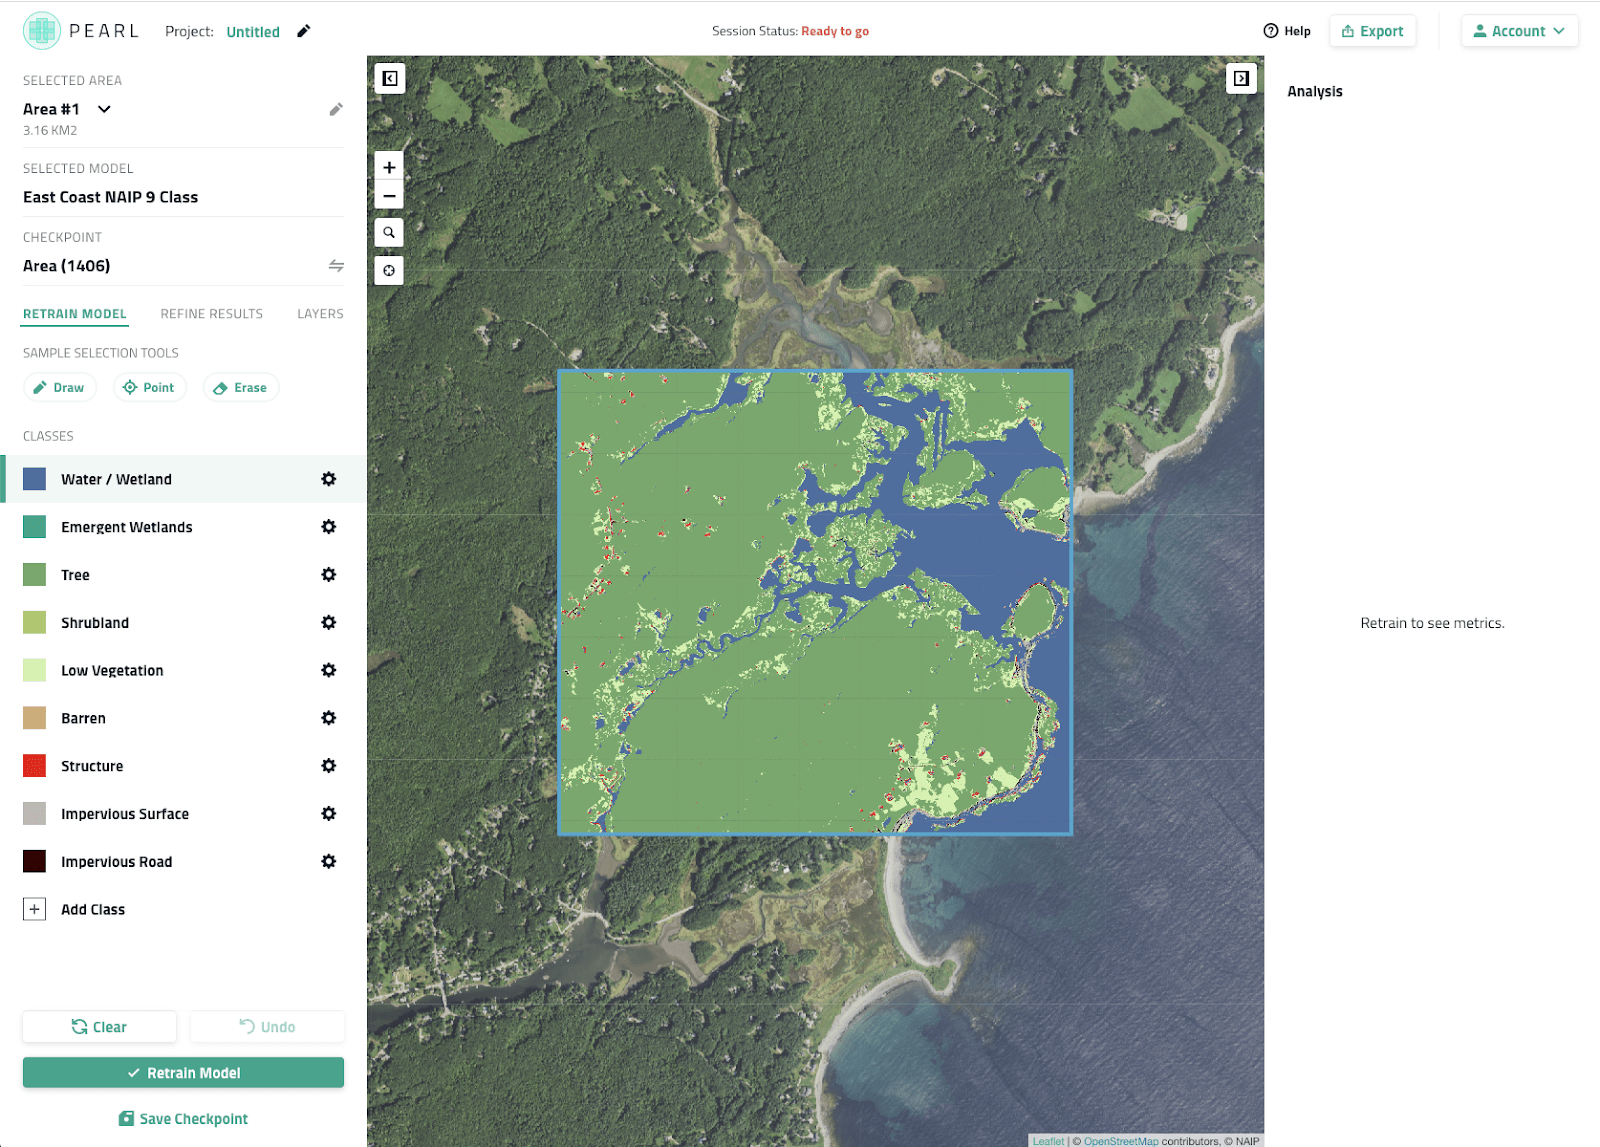 PEARL Project: Untitled Session Status: Ready to go Help Export Account
SELECTED AREA
Area #1
3.16 KM2
SELECTED MODEL
East Coast NAIP 9 Class
CHECKPOINT
Area (1406)
RETRAIN MODEL REFINE RESULTS LAYERS
SAMPLE SELECTION TOOLS
Draw Point Erase
CLASSES
Water / Wetland
Emergent Wetlands
Tree
Shrubland
Low Vegetation
Barren
Structure
Impervious Surface
Impervious Road
Add Class
Clear Undo
Retrain Model
Save Checkpoint
Leaflet | © OpenStreetMap contributors, © NAIP
Analysis
Retrain to see metrics.